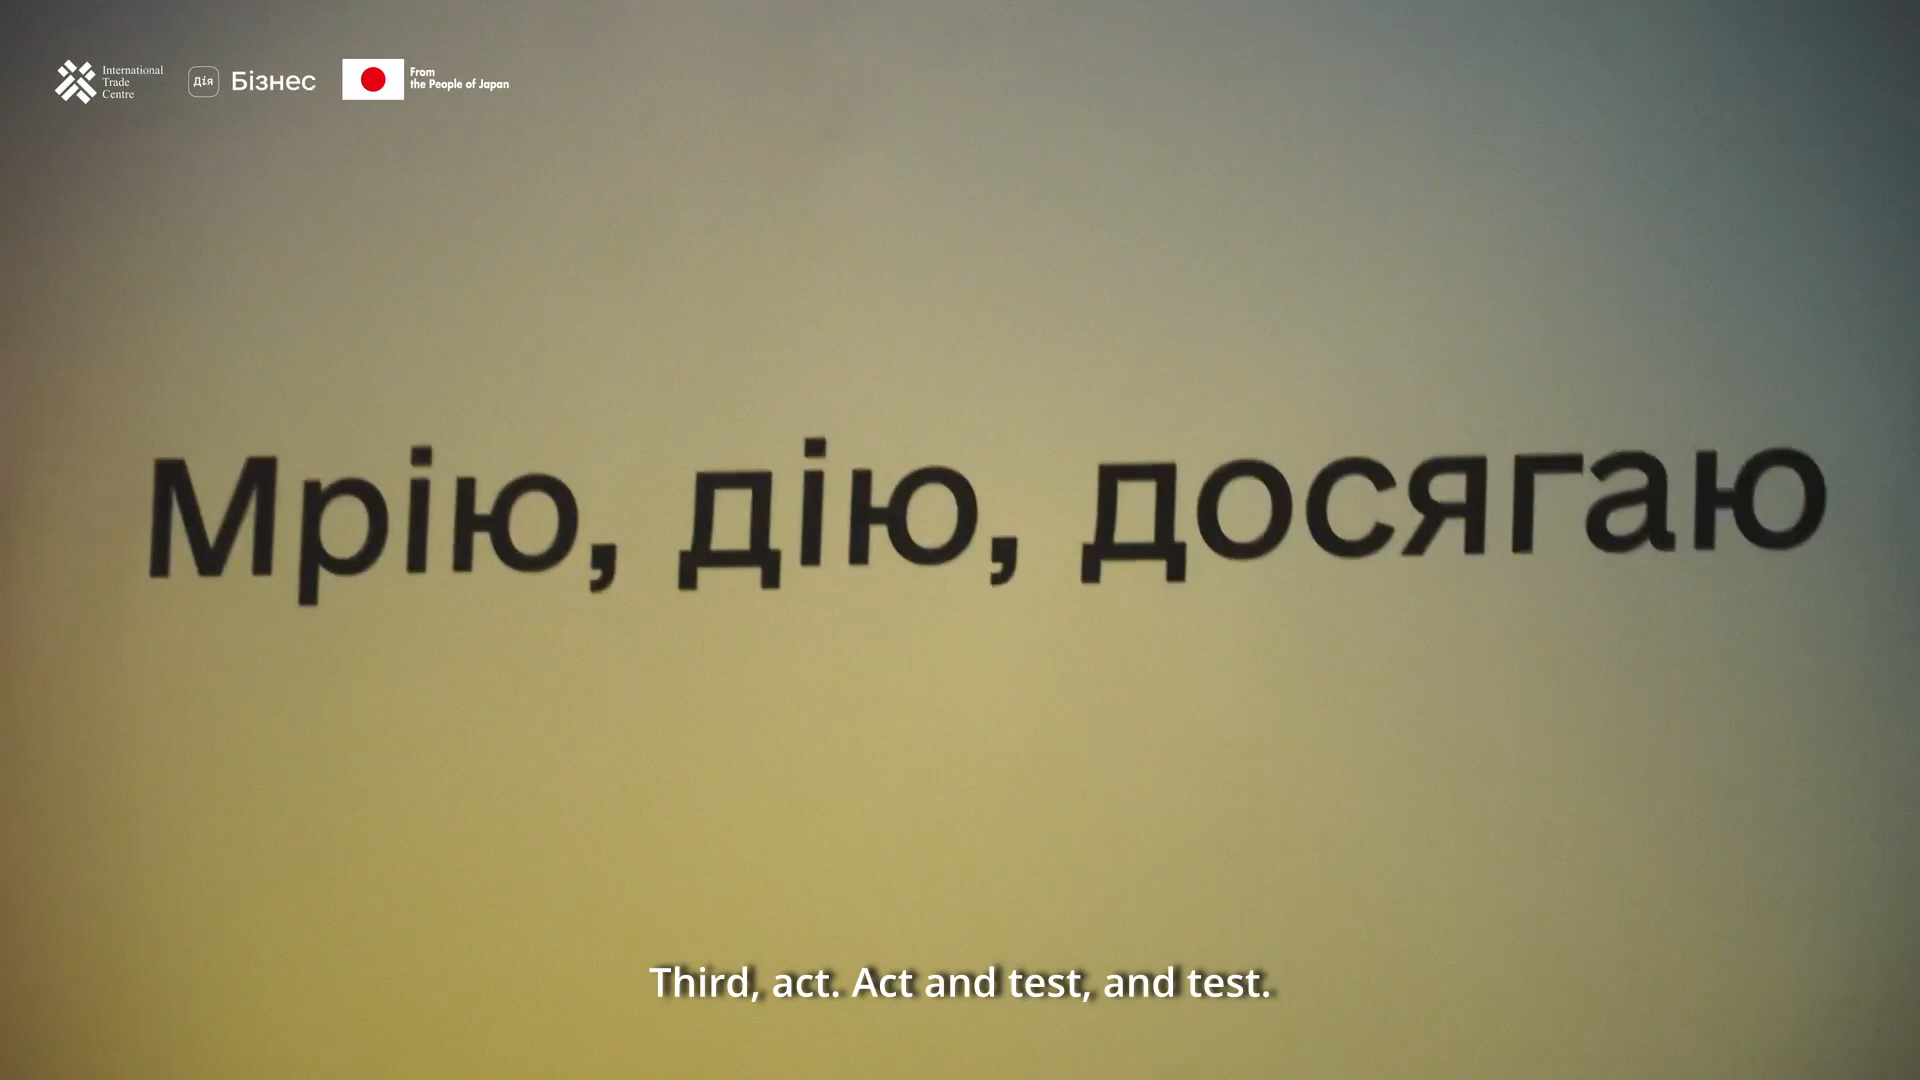 International
Trade
Centre
Дія Бізнес
From
the People of Japan
Мрію, дію, досягаю
Third, act. Act and test, and test.